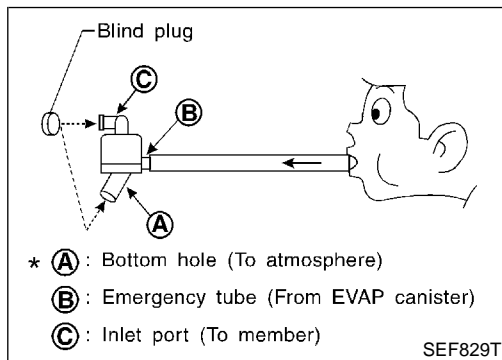 Blind plug
C
B
A
* A : Bottom hole (To atmosphere)
B : Emergency tube (From EVAP canister)
C : Inlet port (To member)
SEF829T